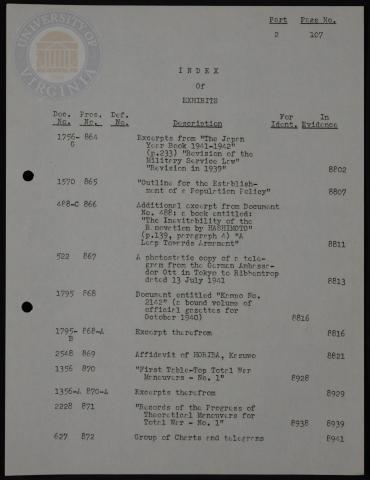 Part Page No.
2 107
UNIVERSITY OF VIRGINIA
INDEX
Of
EXHIBITS
Doc. Pros. Def. For In
No. No. No. Description Ident. Evidence
1756- 864 Excerpts from "The Japan
C Year Book 1941-1942"
(p.233) "Revision of the
Military Service Law"
"Revision in 1939" 8802
1570 865 "Outline for the Establish-
ment of a Population Policy" 8807
488-C 866 Additional excerpt from Document
No. 488: a book entitled:
"The Inevitability of the
Renovation by HASHIMOTO"
(p.139, paragraph 4) "A
Leap Towards Armament" 8811
522 867 A photostatic copy of a tele-
gram from the German Ambassa-
dor Ott in Tokyo to Ribbentrop
dated 13 July 1941 8813
1795 868 Document entitled "Kampo No.
2142" (a bound volume of
official gazettes for
October 1940) 8816
1795- 868-A Excerpt therefrom 8816
B
2548 869 Affidavit of HORIBA, Kazuo 8821
1356 870 "First Table-Top Total War
Maneuvers - No. 1" 8928
1356-A 870-A Excerpts therefrom 8929
2228 871 "Records of the Progress of
Theoretical Maneuvers for
Total War - No. 1" 8938 8939
627 872 Group of Charts and telegrams 8941